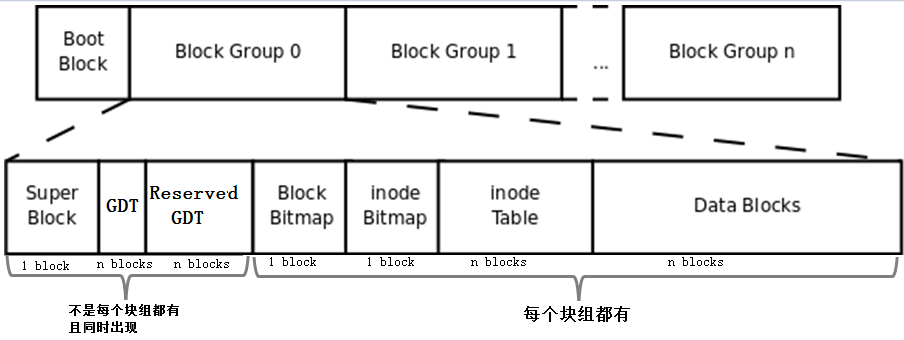 Boot
Block
Block Group 0
Block Group 1
...
Block Group n
Super
Block
GDT
Reserved
GDT
Block
Bitmap
inode
Bitmap
inode
Table
Data Blocks
1 block
n blocks
n blocks
1 block
1 block
n blocks
n blocks
不是每个块组都有
且同时出现
每个块组都有